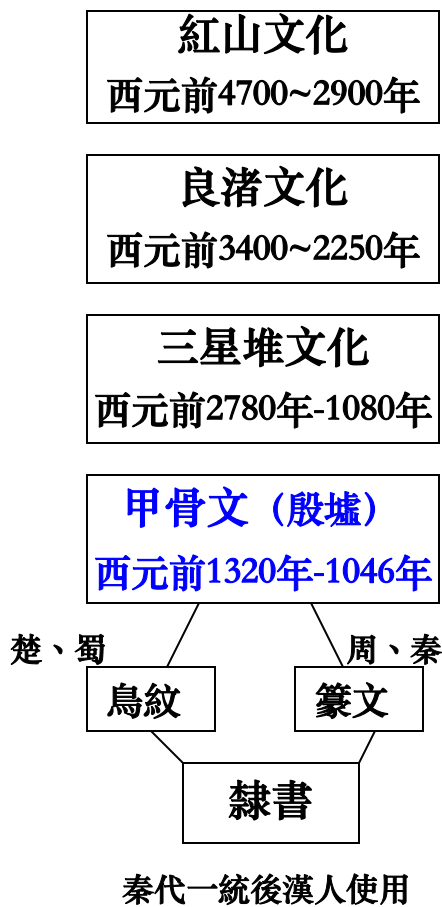 紅山文化
西元前4700~2900年
良渚文化
西元前3400~2250年
三星堆文化
西元前2780年-1080年
甲骨文（殷墟）
西元前1320年-1046年
楚、蜀
周、秦
鳥紋
篆文
隸書
秦代一統後漢人使用